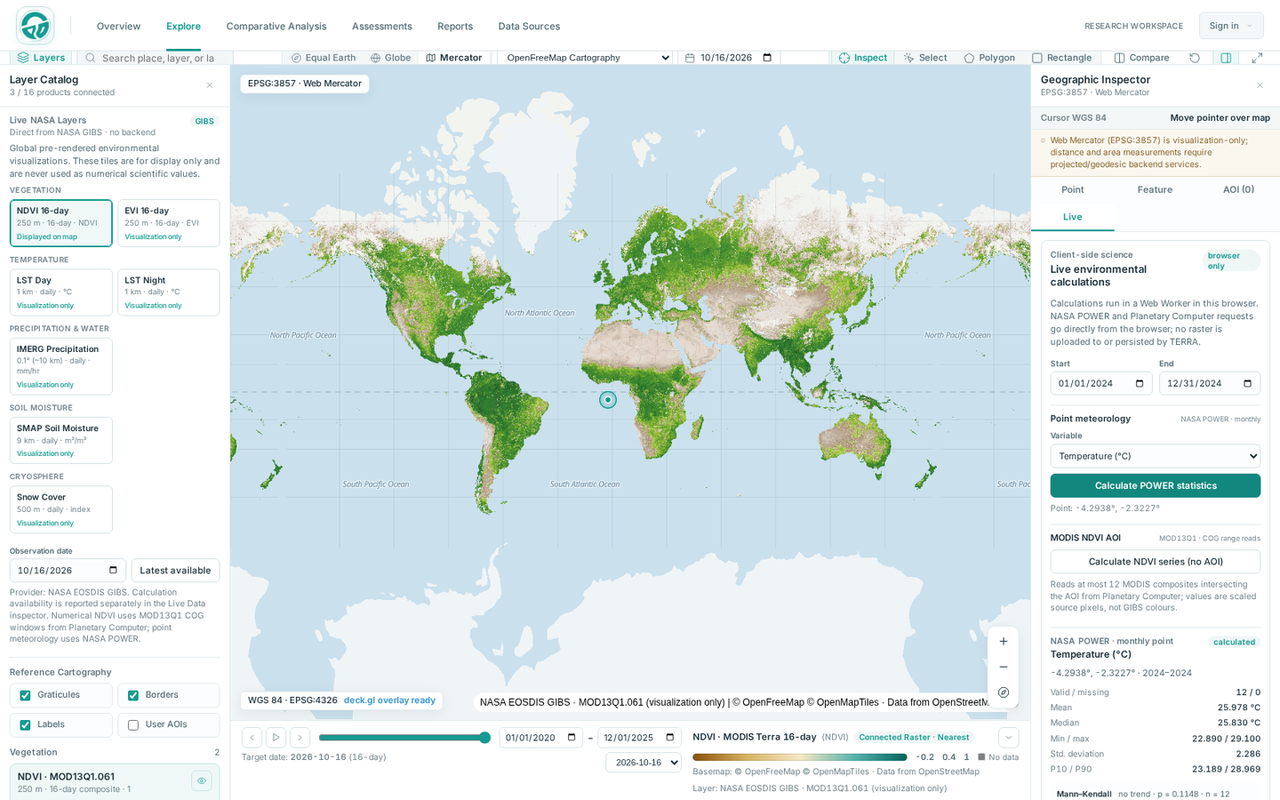 Overview
Explore
Comparative Analysis
Assessments
Reports
Data Sources
RESEARCH WORKSPACE
Sign in
Layers
Search place, layer, or la
Equal Earth
Globe
Mercator
OpenFreeMap Cartography
10/16/2026
Inspect
Select
Polygon
Rectangle
Compare
Layer Catalog
3 / 16 products connected
Live NASA Layers
GIBS
Direct from NASA GIBS · no backend
Global pre-rendered environmental
visualizations. These tiles are for display only and
are never used as numerical scientific values.
VEGETATION
NDVI 16-day
250 m · 16-day · NDVI
Displayed on map
EVI 16-day
250 m · 16-day · EVI
Visualization only
TEMPERATURE
LST Day
1 km · daily · °C
Visualization only
LST Night
1 km · daily · °C
Visualization only
PRECIPITATION & WATER
IMERG Precipitation
0.1° (~10 km) · daily ·
mm/hr
Visualization only
SOIL MOISTURE
SMAP Soil Moisture
9 km · daily · m³/m³
Visualization only
CRYOSPHERE
Snow Cover
500 m · daily · index
Visualization only
Observation date
10/16/2026
Latest available
Provider: NASA EOSDIS GIBS. Calculation
availability is reported separately in the Live Data
inspector. Numerical NDVI uses MOD13Q1 COG
windows from Planetary Computer; point
meteorology uses NASA POWER.
Reference Cartography
Graticules
Borders
Labels
User AOIs
Vegetation
2
NDVI · MOD13Q1.061
250 m · 16-day composite · 1
EPSG:3857 · Web Mercator
North Pacific Ocean
North Atlantic Ocean
North Pacific Ocean
South Pacific Ocean
South Atlantic Ocean
South Pac
WGS 84 · EPSG:4326
deck.gl overlay ready
NASA EOSDIS GIBS · MOD13Q1.061 (visualization only) | © OpenFreeMap © OpenMapTiles · Data from OpenStreetM
01/01/2020
–
12/01/2025
Target date: 2026-10-16 (16-day)
2026-10-16
NDVI · MODIS Terra 16-day
(NDVI)
Connected Raster · Nearest
-0.2
0.4
1
No data
Basemap: © OpenFreeMap © OpenMapTiles · Data from OpenStreetMap
Layer: NASA EOSDIS GIBS · MOD13Q1.061 (visualization only)
Geographic Inspector
EPSG:3857 · Web Mercator
Cursor WGS 84
Move pointer over map
Web Mercator (EPSG:3857) is visualization-only;
distance and area measurements require
projected/geodesic backend services.
Point
Feature
AOI (0)
Live
Client-side science
browser
only
Live environmental
calculations
Calculations run in a Web Worker in this browser.
NASA POWER and Planetary Computer requests
go directly from the browser; no raster is
uploaded to or persisted by TERRA.
Start
End
01/01/2024
12/31/2024
Point meteorology
NASA POWER · monthly
Variable
Temperature (°C)
Calculate POWER statistics
Point: -4.2938°, -2.3227°
MODIS NDVI AOI
MOD13Q1 · COG range reads
Calculate NDVI series (no AOI)
Reads at most 12 MODIS composites intersecting
the AOI from Planetary Computer; values are scaled
source pixels, not GIBS colours.
NASA POWER · monthly point
calculated
Temperature (°C)
-4.2938°, -2.3227° · 2024–2024
Valid / missing
12 / 0
Mean
25.978 °C
Median
25.830 °C
Min / max
22.890 / 29.100
Std. deviation
2.286
P10 / P90
23.189 / 28.969
Mann–Kendall no trend · p = 0.1148 · n = 12